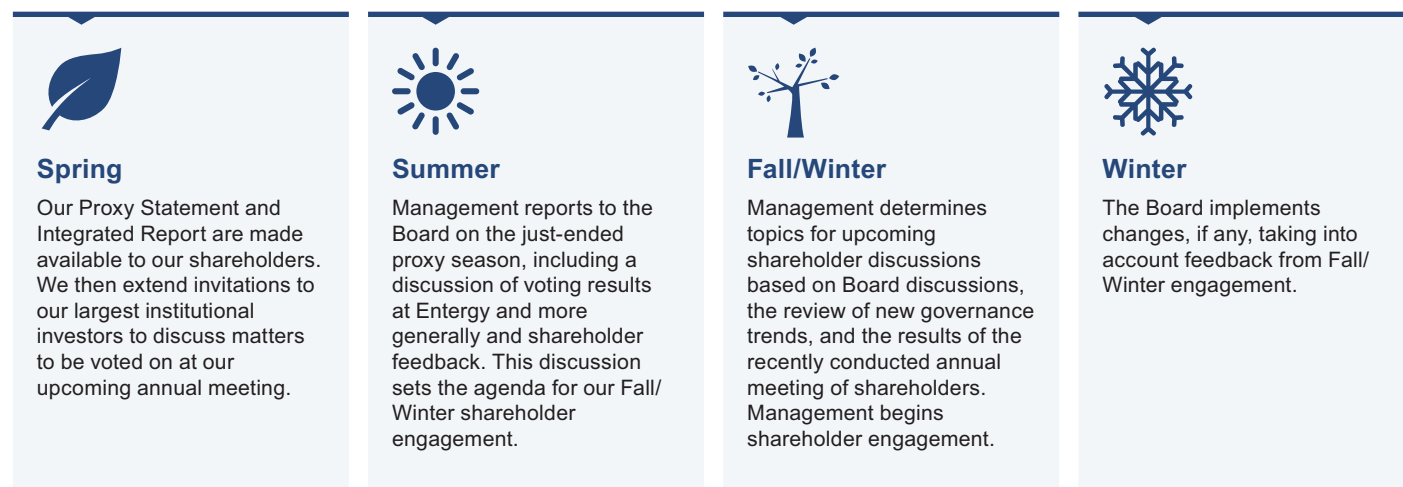 Spring
Our Proxy Statement and
Integrated Report are made
available to our shareholders.
We then extend invitations to
our largest institutional
investors to discuss matters
to be voted on at our
upcoming annual meeting.
Summer
Management reports to the
Board on the just-ended
proxy season, including a
discussion of voting results
at Entergy and more
generally and shareholder
feedback. This discussion
sets the agenda for our Fall/
Winter shareholder
engagement.
Fall/Winter
Management determines
topics for upcoming
shareholder discussions
based on Board discussions,
the review of new governance
trends, and the results of the
recently conducted annual
meeting of shareholders.
Management begins
shareholder engagement.
Winter
The Board implements
changes, if any, taking into
account feedback from Fall/
Winter engagement.